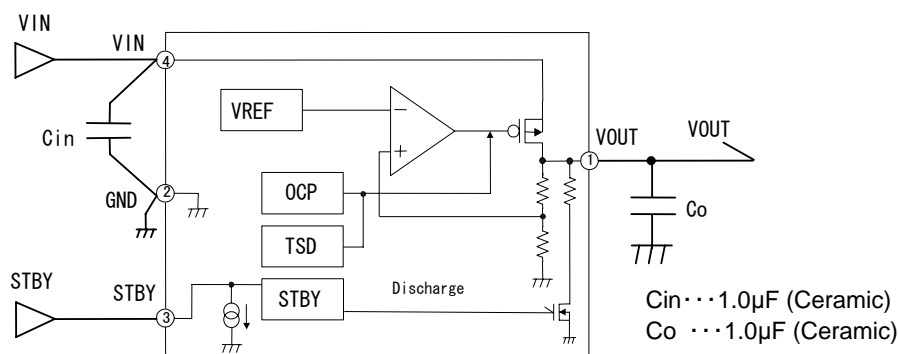 VIN
VIN
4
VREF
−
+
VOUT
VOUT
1
Cin
2
GND
OCP
TSD
Co
STBY
STBY
3
STBY
Discharge
Cin･･･1.0µF (Ceramic)
Co ･･･1.0µF (Ceramic)